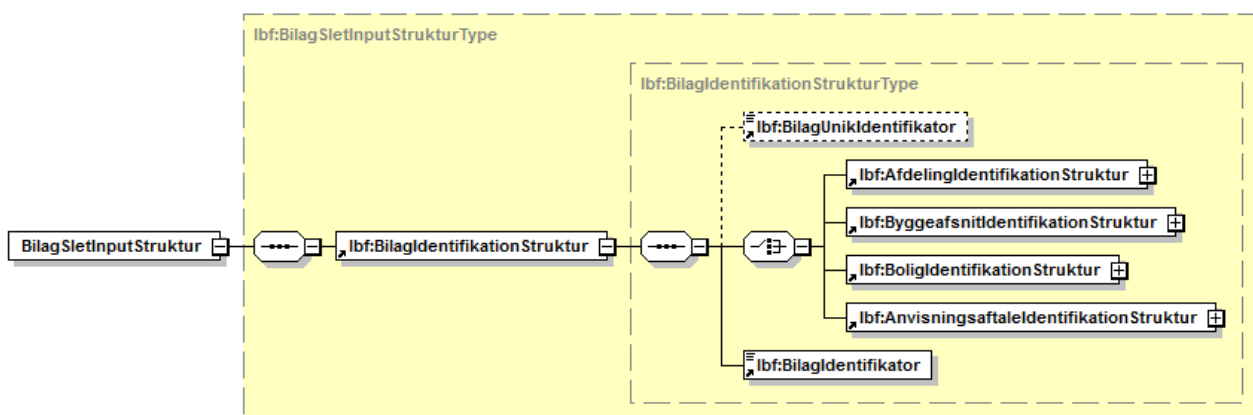 lbf:BilagSletInputStrukturType
lbf:BilagIdentifikationStrukturType
lbf:BilagUnikIdentifikator
lbf:AfdelingIdentifikationStruktur
lbf:ByggeafsnitIdentifikationStruktur
BilagSletInputStruktur
lbf:BilagIdentifikationStruktur
lbf:BoligIdentifikationStruktur
lbf:AnvisningsaftaleIdentifikationStruktur
lbf:BilagIdentifikator